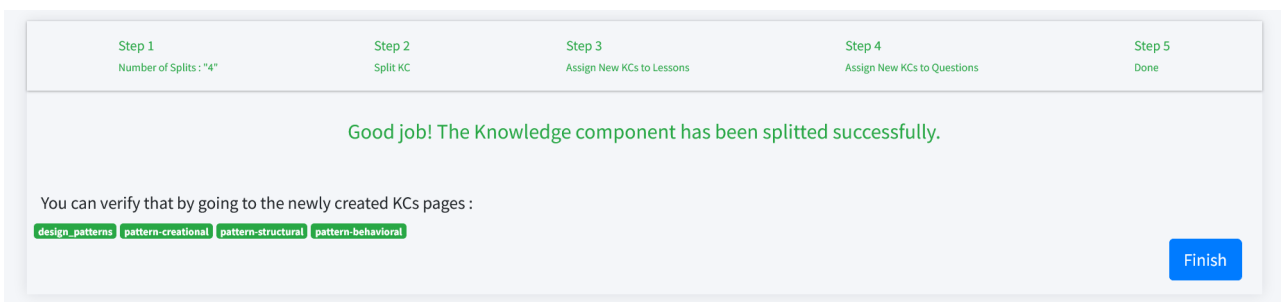 Step 1 Step 2 Step 3 Step 4 Step 5
Number of Splits : "4" Split KC Assign New KCs to Lessons Assign New KCs to Questions Done
Good job! The Knowledge component has been splitted successfully.
You can verify that by going to the newly created KCs pages :
design_patterns pattern-creational pattern-structural pattern-behavioral
Finish